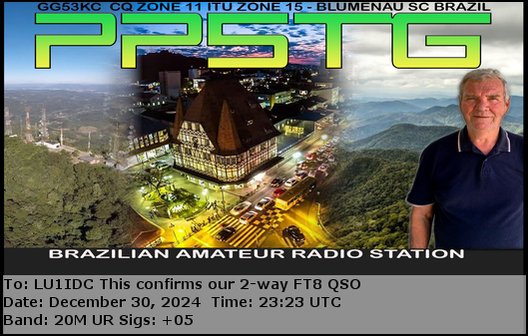 GG53KC CQ ZONE 11 ITU ZONE 15 - BLUMENAU SC BRAZIL
PP5TG
BRAZILIAN AMATEUR RADIO STATION
To: LU1IDC This confirms our 2-way FT8 QSO
Date: December 30, 2024 Time: 23:23 UTC
Band: 20M UR Sigs: +05